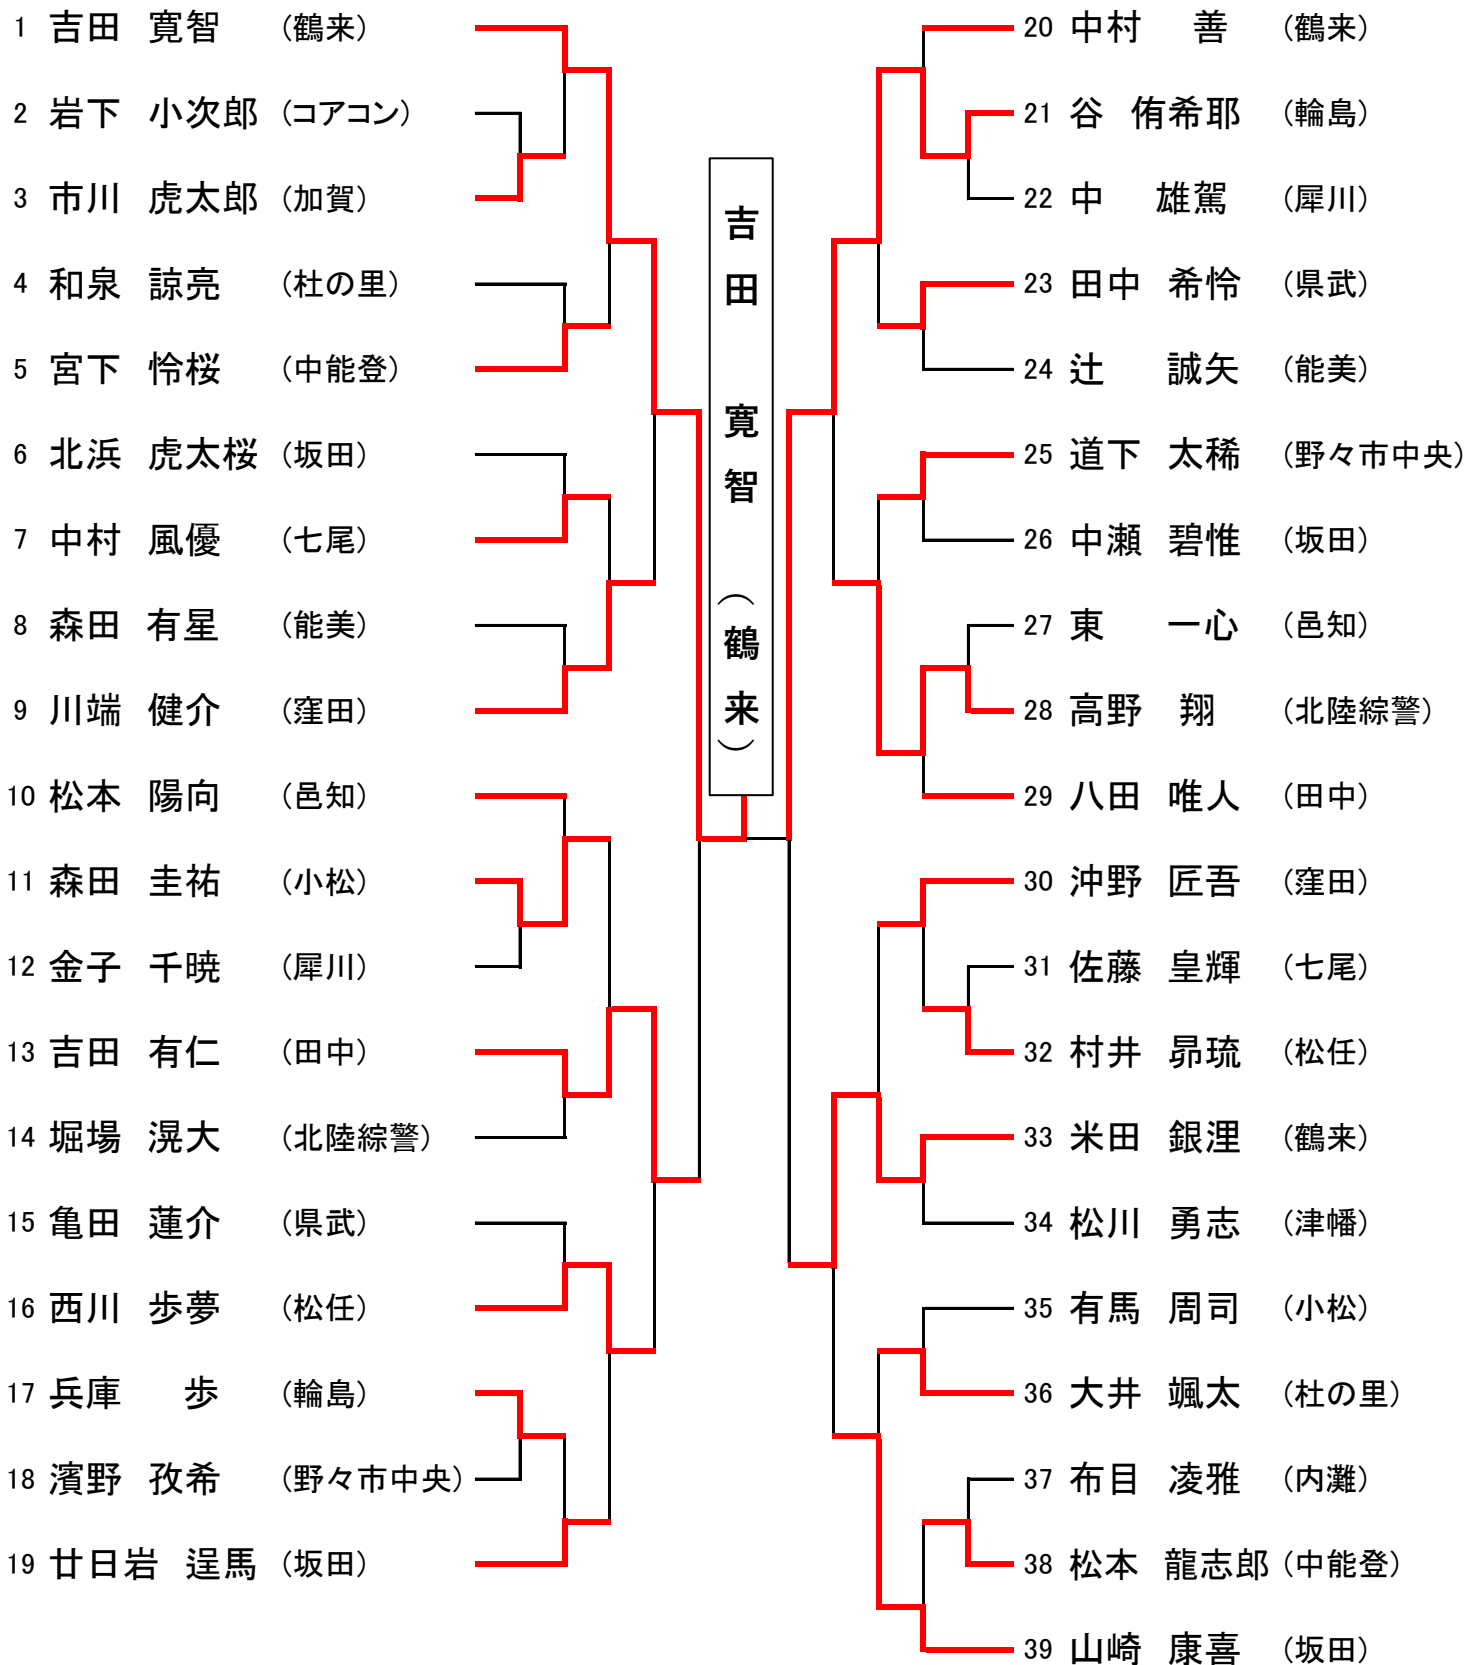 1 吉田 寛智 (鶴来)
2 岩下 小次郎 (コアコン)
3 市川 虎太郎 (加賀)
4 和泉 諒亮 (杜の里)
5 宮下 怜桜 (中能登)
6 北浜 虎太桜 (坂田)
7 中村 風優 (七尾)
8 森田 有星 (能美)
9 川端 健介 (窪田)
10 松本 陽向 (邑知)
11 森田 圭祐 (小松)
12 金子 千暁 (犀川)
13 吉田 有仁 (田中)
14 堀場 滉大 (北陸綜警)
15 亀田 蓮介 (県武)
16 西川 歩夢 (松任)
17 兵庫 歩 (輪島)
18 濱野 孜希 (野々市中央)
19 廿日岩 逞馬 (坂田)
吉田 寛智 (鶴来)
20 中村 善 (鶴来)
21 谷 侑希耶 (輪島)
22 中 雄駕 (犀川)
23 田中 希怜 (県武)
24 辻 誠矢 (能美)
25 道下 太稀 (野々市中央)
26 中瀬 碧惟 (坂田)
27 東 一心 (邑知)
28 高野 翔 (北陸綜警)
29 八田 唯人 (田中)
30 沖野 匠吾 (窪田)
31 佐藤 皇輝 (七尾)
32 村井 昴琉 (松任)
33 米田 銀浬 (鶴来)
34 松川 勇志 (津幡)
35 有馬 周司 (小松)
36 大井 颯太 (杜の里)
37 布目 凌雅 (内灘)
38 松本 龍志郎 (中能登)
39 山崎 康喜 (坂田)